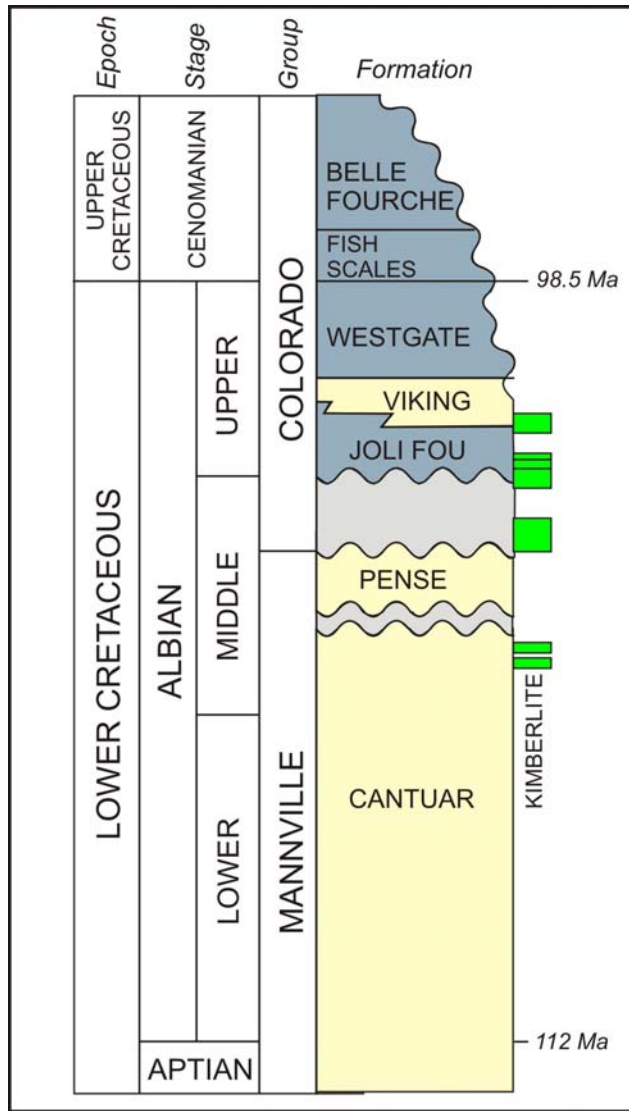 Epoch
Stage
Group
Formation
UPPER
CRETACEOUS
CENOMANIAN
COLORADO
BELLE
FOURCHE
FISH
SCALES
98.5 Ma
WESTGATE
UPPER
VIKING
JOLI FOU
LOWER CRETACEOUS
ALBIAN
MIDDLE
PENSE
KIMBERLITE
MANNVILLE
CANTUAR
LOWER
112 Ma
APTIAN